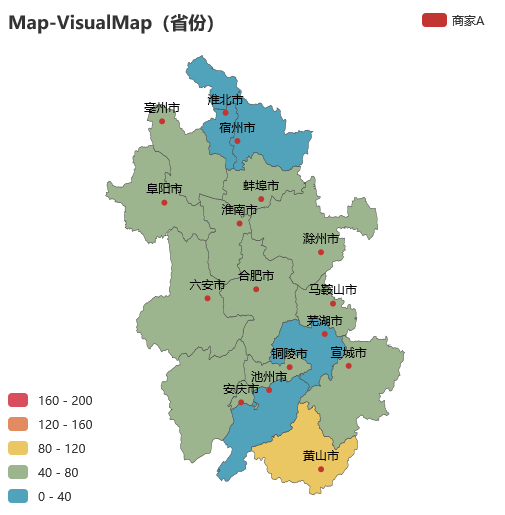 Map-VisualMap（省份）
商家A
淮北市
亳州市
宿州市
阜阳市
蚌埠市
淮南市
滁州市
合肥市
六安市
马鞍山市
芜湖市
铜陵市
宣城市
池州市
安庆市
黄山市
160 - 200
120 - 160
80 - 120
40 - 80
0 - 40